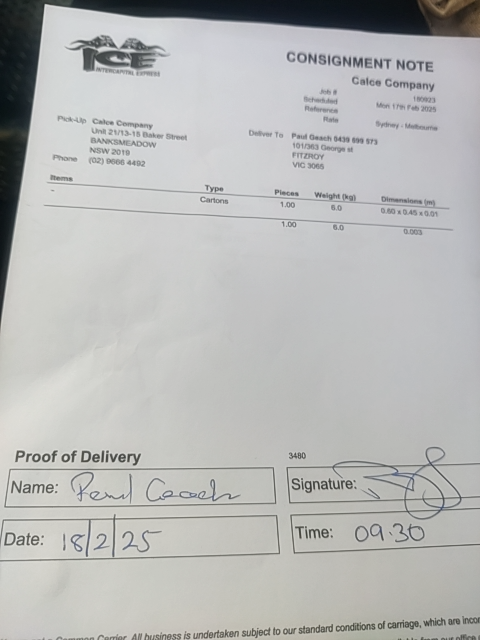 ICE
INTERCAPITAL EXPRESS
CONSIGNMENT NOTE
Calce Company
Job # 180923
Scheduled Mon 17th Feb 2025
Reference
Rate Sydney - Melbourne
Pick-Up Calce Company
Unit 21/13-15 Baker Street
BANKSMEADOW
NSW 2019
Phone (02) 9666 4492
Deliver To Paul Geach 0439 699 573
101/363 George st
FITZROY
VIC 3065
Items Type Pieces Weight (kg) Dimensions (m)
- Cartons 1.00 6.0 0.60 x 0.45 x 0.01
1.00 6.0 0.003
Proof of Delivery
3480
Name: Paul Geach
Signature:
Date: 18/2/25
Time: 09.30
Common Carrier. All business is undertaken subject to our standard conditions of carriage, which are